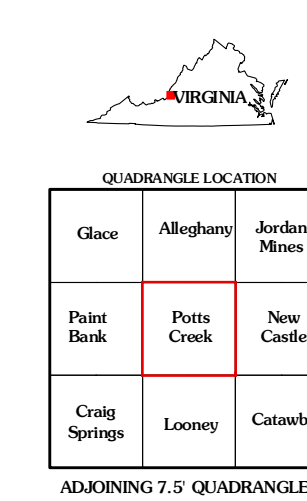 VIRGINIA
QUADRANGLE LOCATION
Glace
Alleghany
Jordan
Mines
Paint
Bank
Potts
Creek
New
Castle
Craig
Springs
Looney
Catawb
ADJOINING 7.5' QUADRANGLE